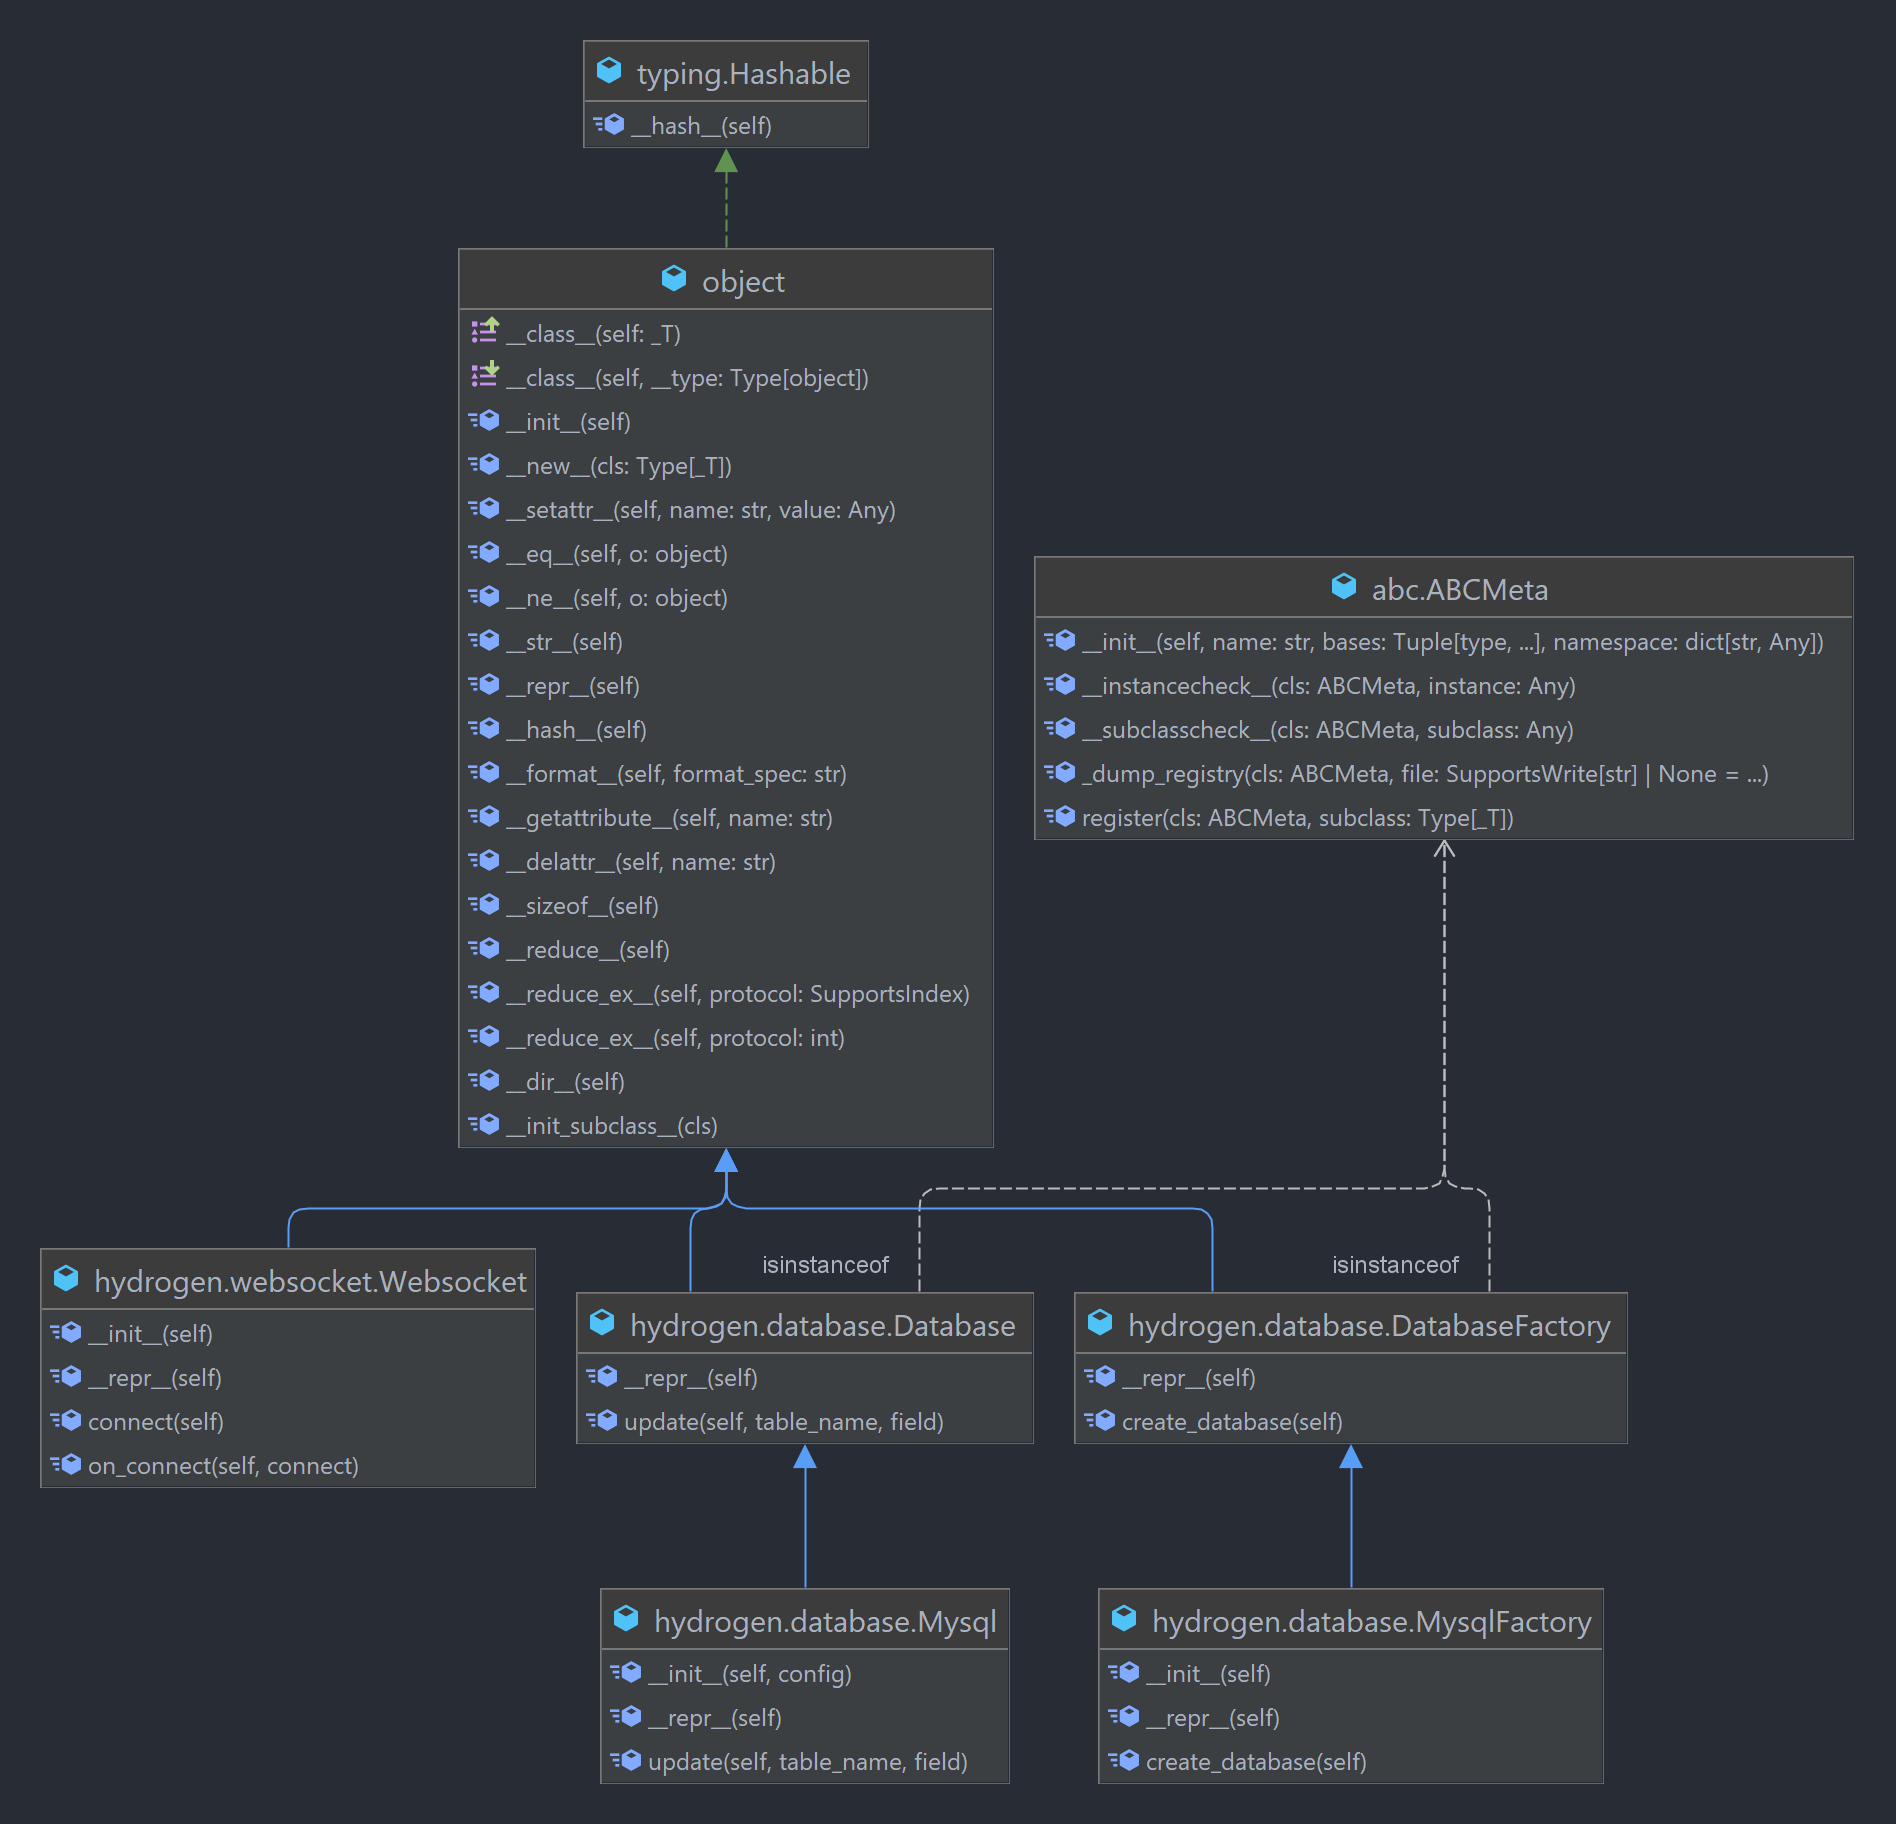 typing.Hashable
__hash__(self)
object
__class__(self: _T)
__class__(self, __type: Type[object])
__init__(self)
__new__(cls: Type[_T])
__setattr__(self, name: str, value: Any)
__eq__(self, o: object)
__ne__(self, o: object)
__str__(self)
__repr__(self)
__hash__(self)
__format__(self, format_spec: str)
__getattribute__(self, name: str)
__delattr__(self, name: str)
__sizeof__(self)
__reduce__(self)
__reduce_ex__(self, protocol: SupportsIndex)
__reduce_ex__(self, protocol: int)
__dir__(self)
__init_subclass__(cls)
abc.ABCMeta
__init__(self, name: str, bases: Tuple[type, ...], namespace: dict[str, Any])
__instancecheck__(cls: ABCMeta, instance: Any)
__subclasscheck__(cls: ABCMeta, subclass: Any)
_dump_registry(cls: ABCMeta, file: SupportsWrite[str] | None = ...)
register(cls: ABCMeta, subclass: Type[_T])
isinstanceof
isinstanceof
hydrogen.websocket.Websocket
__init__(self)
__repr__(self)
connect(self)
on_connect(self, connect)
hydrogen.database.Database
__repr__(self)
update(self, table_name, field)
hydrogen.database.DatabaseFactory
__repr__(self)
create_database(self)
hydrogen.database.Mysql
__init__(self, config)
__repr__(self)
update(self, table_name, field)
hydrogen.database.MysqlFactory
__init__(self)
__repr__(self)
create_database(self)